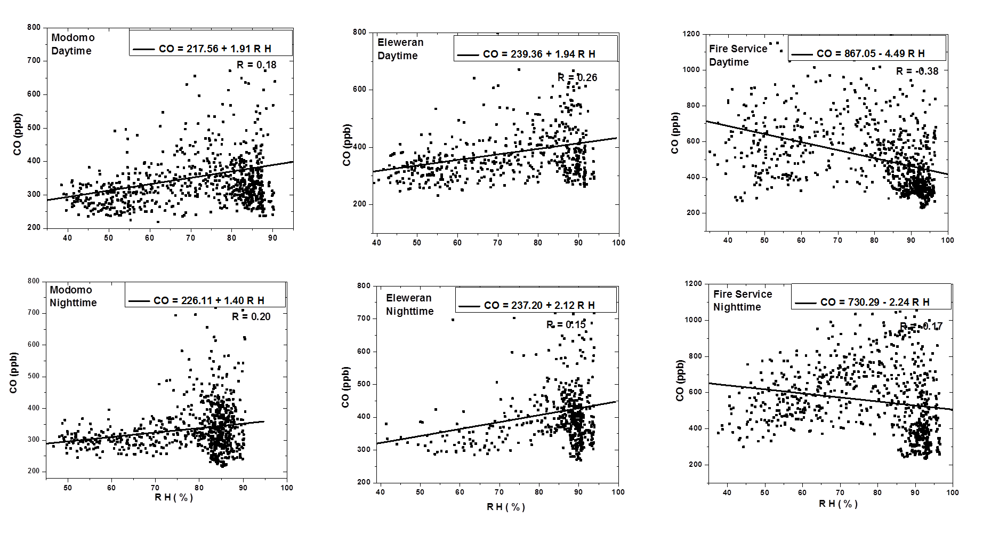 Modomo
Daytime
CO = 217.56 + 1.91 R H
R = 0.18
800
700
600
500
400
300
200
CO (ppb)
40 50 60 70 80 90
Eleweran
Daytime
CO = 239.36 + 1.94 R H
R = 0.26
800
600
400
200
CO (ppb)
40 50 60 70 80 90 100
Fire Service
Daytime
CO = 867.05 - 4.49 R H
R = -0.38
1200
1000
800
600
400
200
CO (ppb)
40 50 60 70 80 90 100
Modomo
Nighttime
CO = 226.11 + 1.40 R H
R = 0.20
800
700
600
500
400
300
200
CO (ppb)
50 60 70 80 90 100
R H ( % )
Eleweran
Nighttime
CO = 237.20 + 2.12 R H
R = 0.15
800
700
600
500
400
300
200
CO (ppb)
40 50 60 70 80 90 100
R H ( % )
Fire Service
Nighttime
CO = 730.29 - 2.24 R H
R = -0.17
1200
1000
800
600
400
200
CO (ppb)
40 50 60 70 80 90 100
R H ( % )